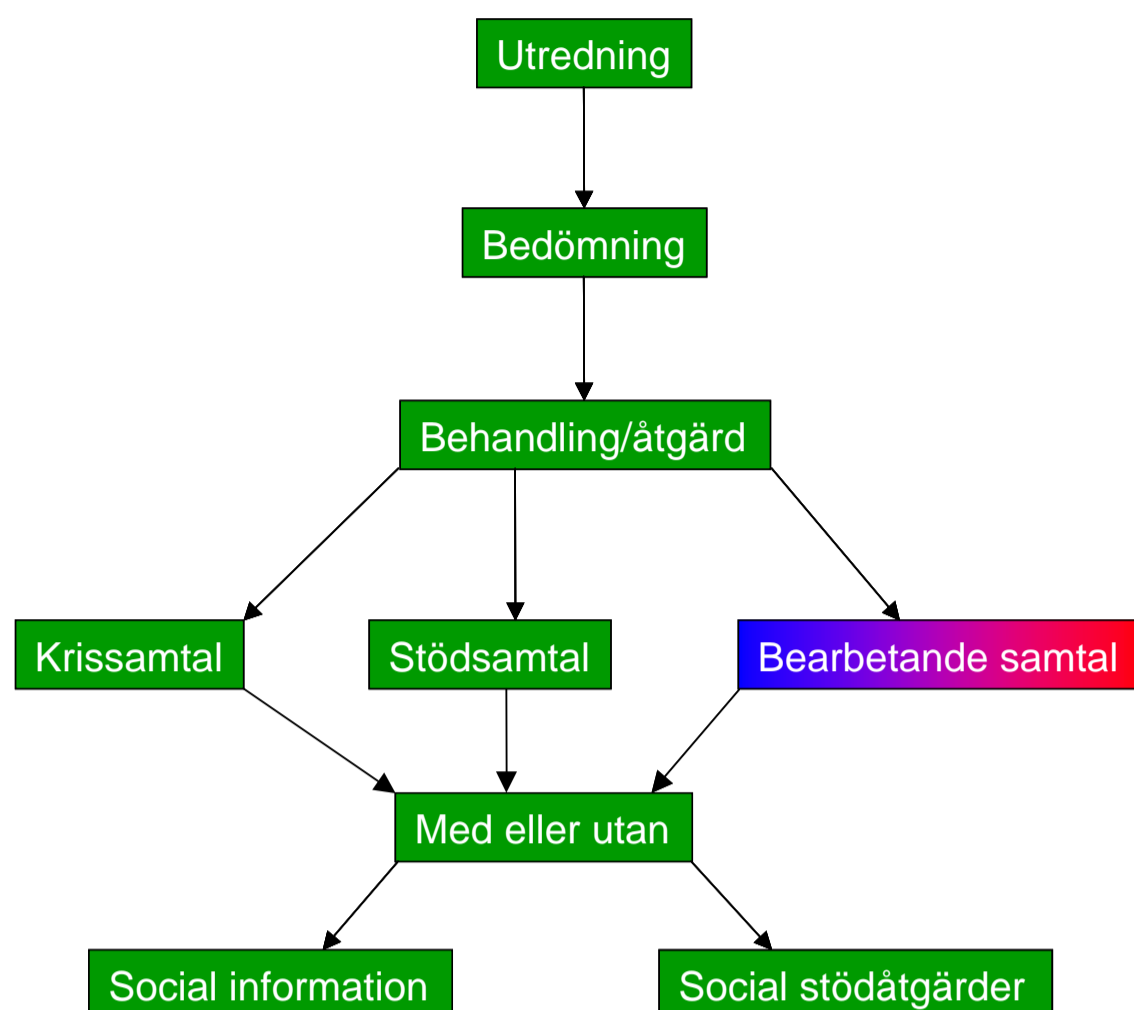 Utredning
Bedömning
Behandling/åtgärd
Krissamtal
Stödsamtal
Bearbetande samtal
Med eller utan
Social information
Social stödåtgärder